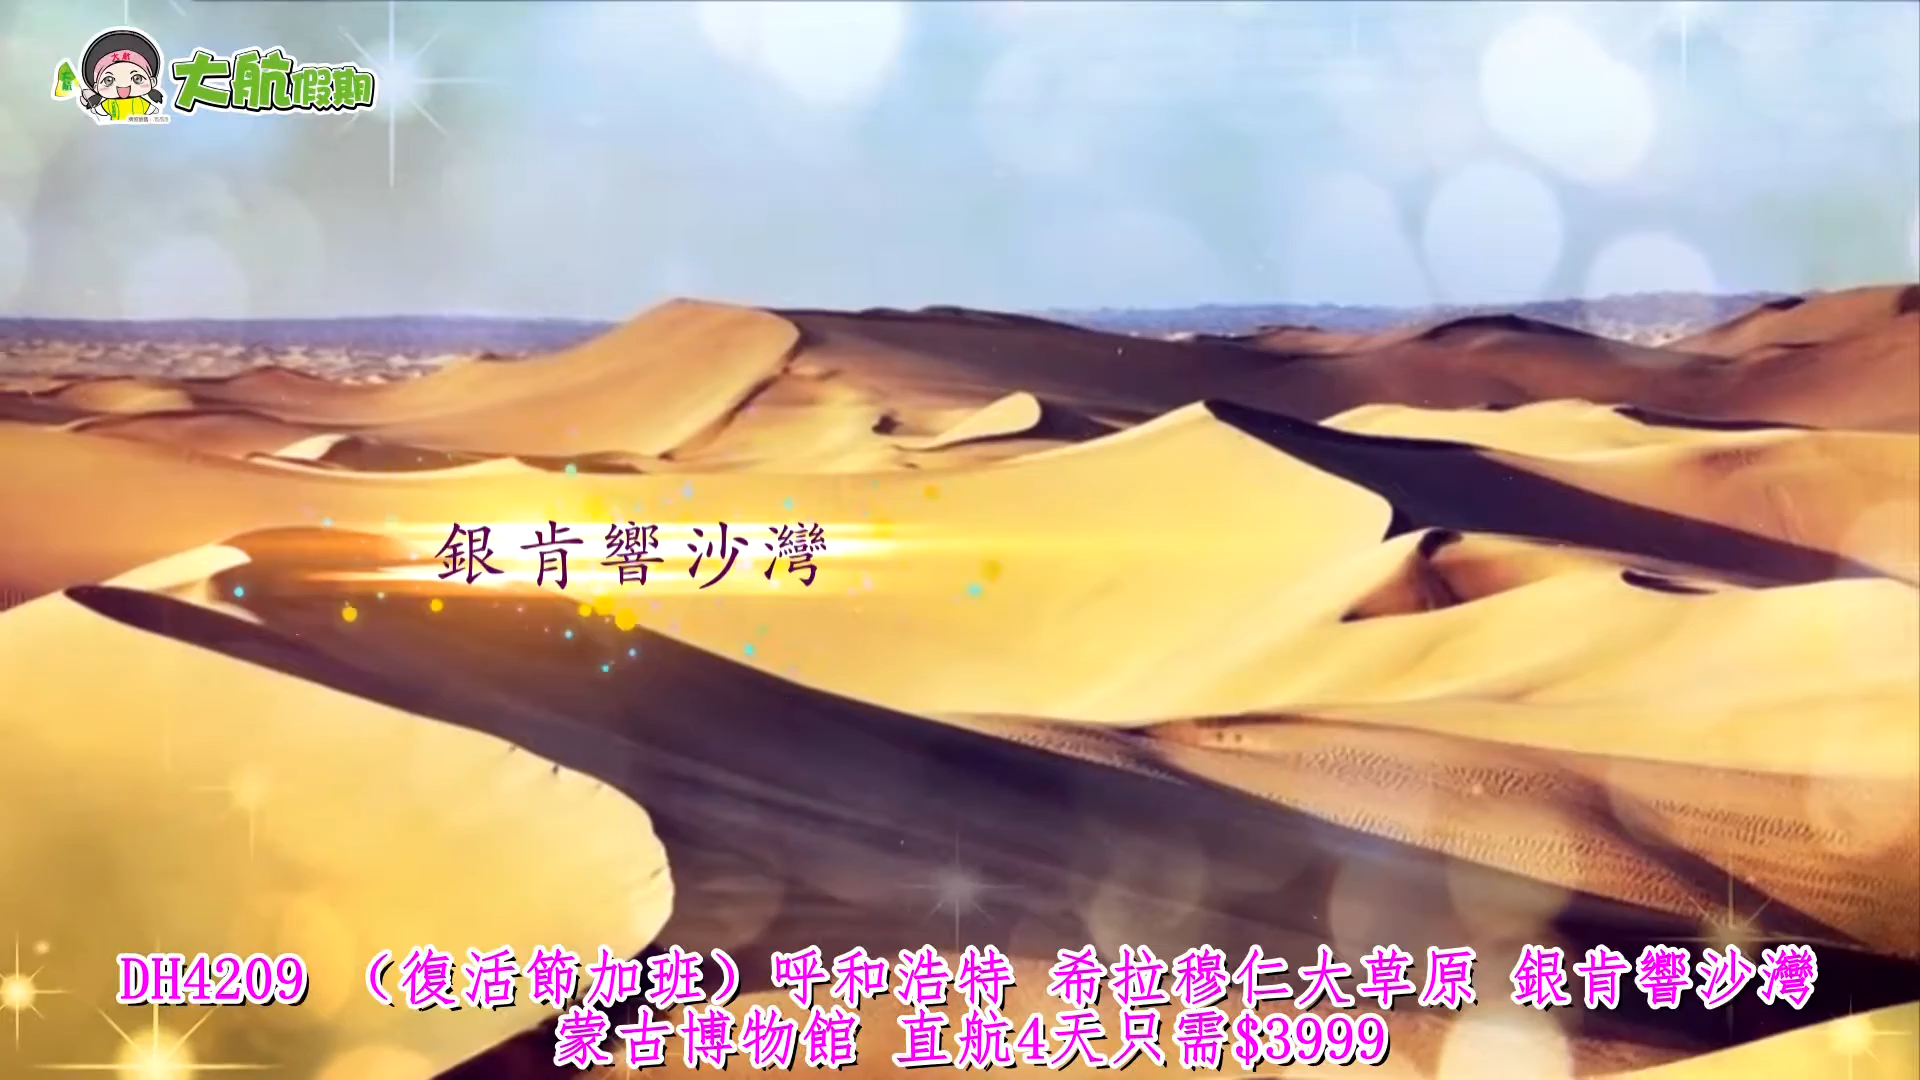 大航
大航假期
銀肯響沙灣
DH4209 （復活節加班）呼和浩特 希拉穆仁大草原 銀肯響沙灣
蒙古博物館 直航4天只需$3999